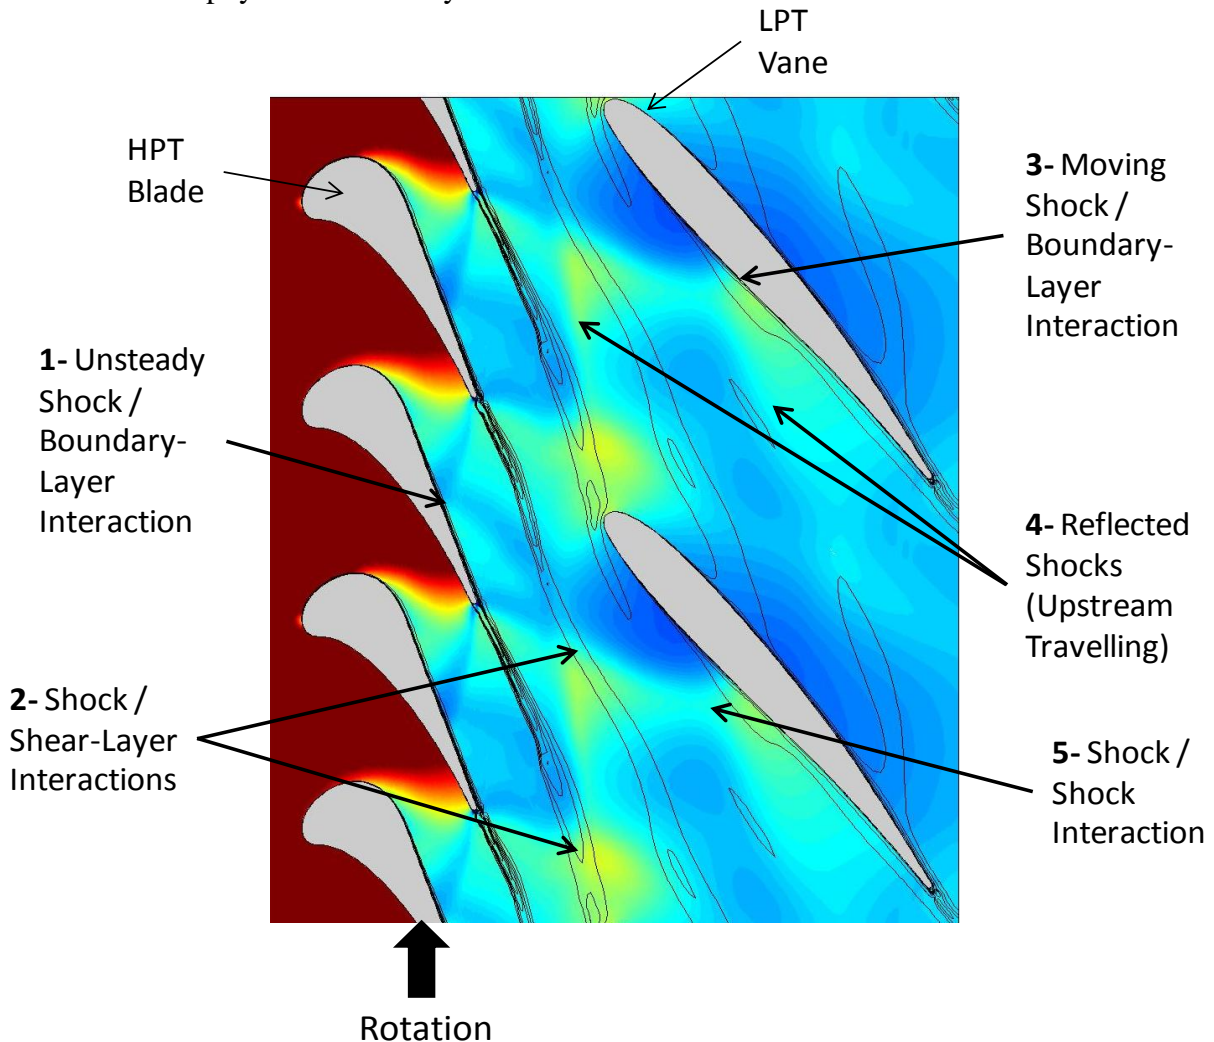 LPT
Vane
HPT
Blade
3- Moving
Shock /
Boundary-
Layer
Interaction
1- Unsteady
Shock /
Boundary-
Layer
Interaction
4- Reflected
Shocks
(Upstream
Travelling)
2- Shock /
Shear-Layer
Interactions
5- Shock /
Shock
Interaction
Rotation